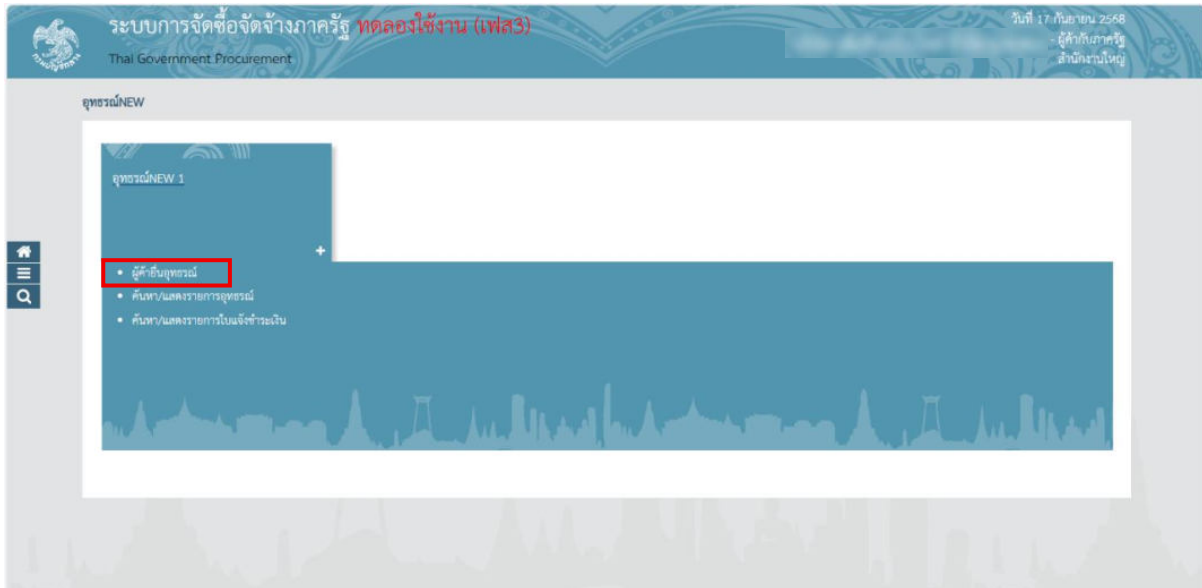 ระบบการจัดซื้อจัดจ้างภาครัฐ ทดลองใช้งาน (เฟส3)
Thai Government Procurement
วันที่ 17 กันยายน 2568
- ผู้ค้ากับภาครัฐ
สำนักงานใหญ่
อุทธรณ์NEW
อุทธรณ์NEW 1
+
• ผู้ค้ายื่นอุทธรณ์
• ค้นหา/แสดงรายการอุทธรณ์
• ค้นหา/แสดงรายการใบแจ้งชำระเงิน